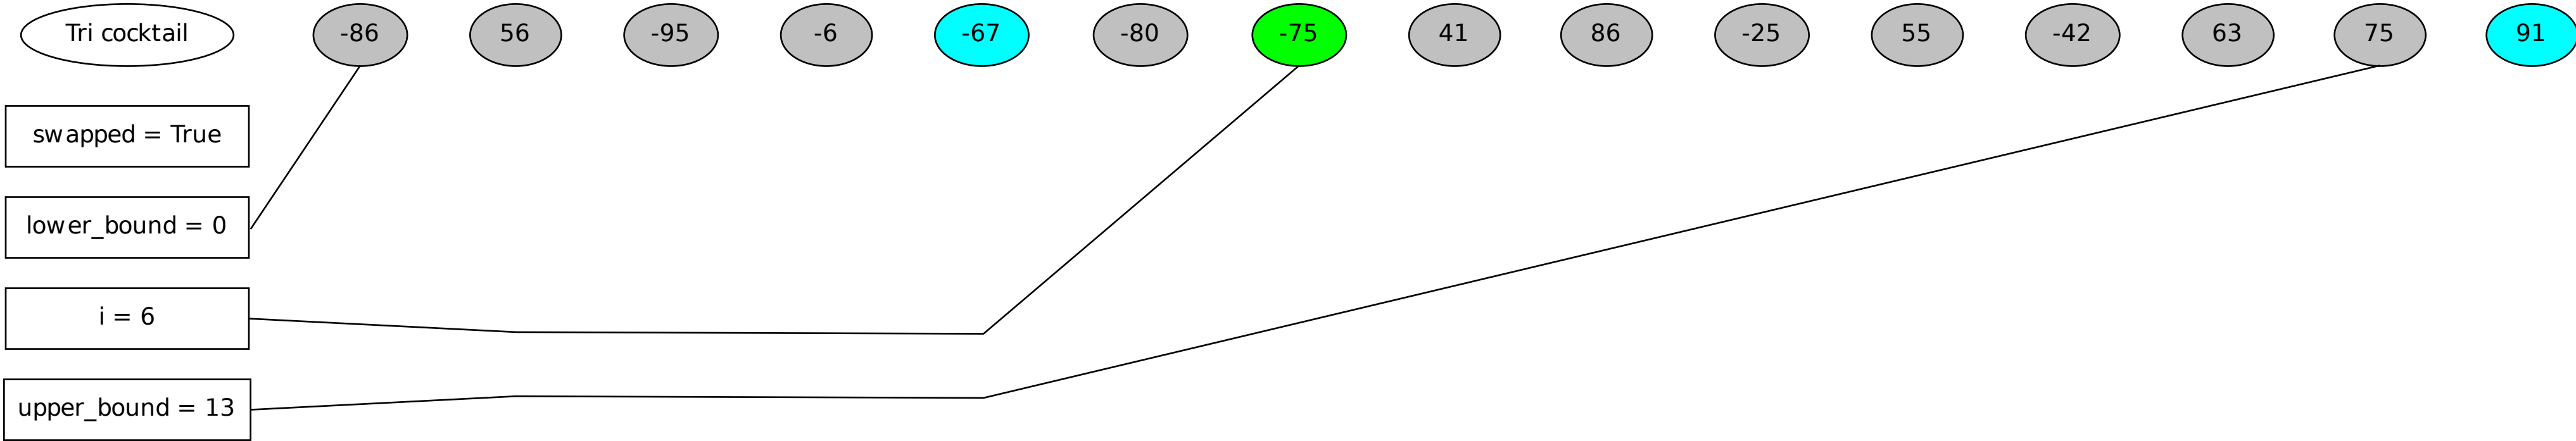 Tri cocktail -86 56 -95 -6 -67 -80 -75 41 86 -25 55 -42 63 75 91
swapped = True
lower_bound = 0
i = 6
upper_bound = 13